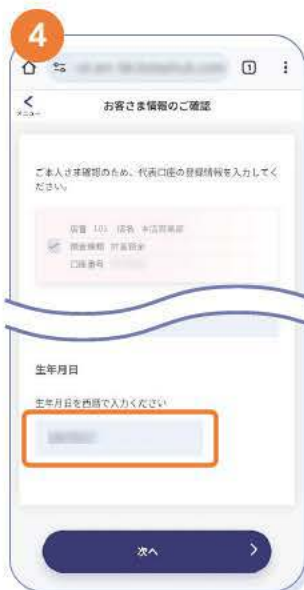 4
1
メニュー
お客さま情報のご確認
ご本人さま確認のため、代表口座の登録情報を入力してく
ださい。
店番 101 店名 本店営業部
預金種類 貯蓄預金
口座番号
生年月日
生年月日を西暦で入力ください
次へ